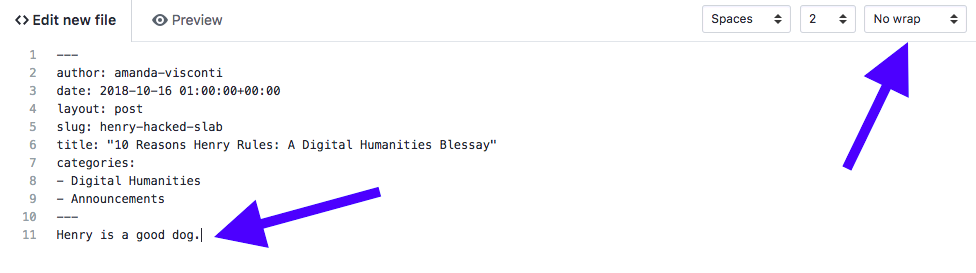 <> Edit new file Preview Spaces 2 No wrap
1 ---
2 author: amanda-visconti
3 date: 2018-10-16 01:00:00+00:00
4 layout: post
5 slug: henry-hacked-slab
6 title: "10 Reasons Henry Rules: A Digital Humanities Blessay"
7 categories:
8 - Digital Humanities
9 - Announcements
10 ---
11 Henry is a good dog.